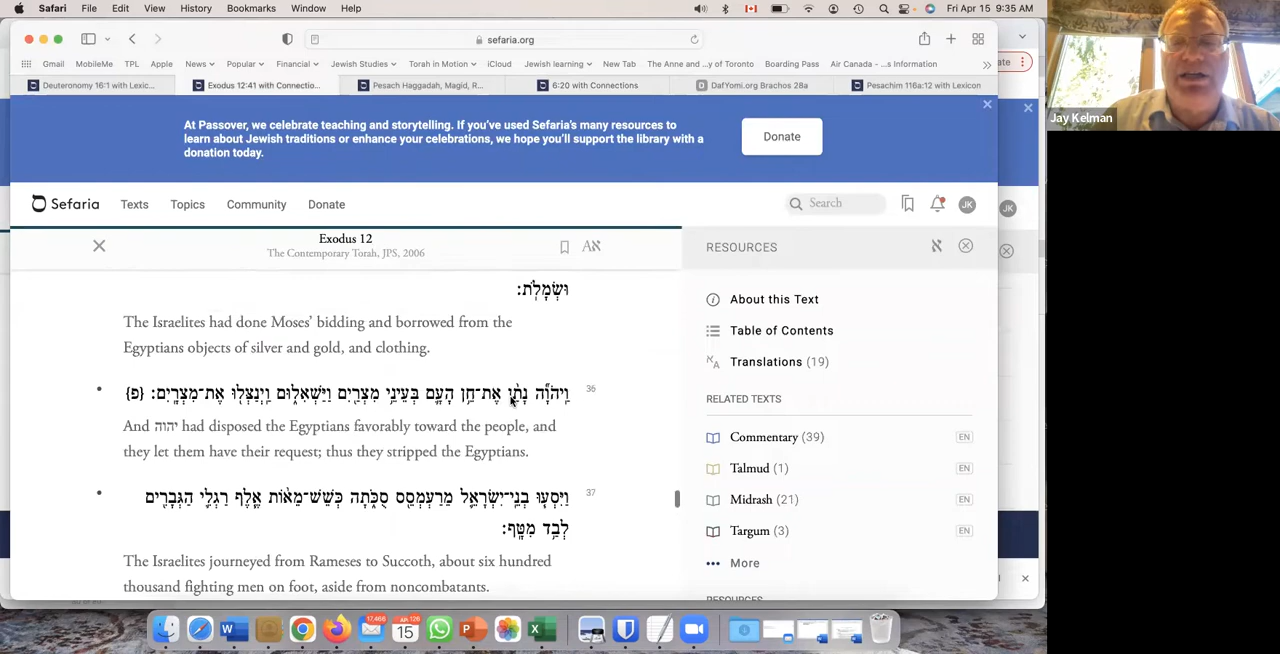 Safari File Edit View History Bookmarks Window Help Fri Apr 15 9:35 AM
sefaria.org
Gmail MobileMe TPL Apple News Popular Financial Jewish Studies Torah in Motion iCloud Jewish learning New Tab The Anne and ...y of Toronto Boarding Pass Air Canada - ...s Information
Deuteronomy 16:1 with Lexic... Exodus 12:41 with Connectio... Pesach Haggadah, Magid, R... 6:20 with Connections DafYomi.org Brachos 28a Pesachim 116a:12 with Lexicon
At Passover, we celebrate teaching and storytelling. If you've used Sefaria's many resources to
learn about Jewish traditions or enhance your celebrations, we hope you'll support the library with a
donation today.
Donate
Jay Kelman
Sefaria Texts Topics Community Donate Search JK JK
Exodus 12
The Contemporary Torah, JPS, 2006
RESOURCES
וּשְׂמָלֹֽת׃
The Israelites had done Moses' bidding and borrowed from the
Egyptians objects of silver and gold, and clothing.
36
וַֽיהֹוָ֞ה נָתַ֨ן אֶת־חֵ֥ן הָעָ֛ם בְּעֵינֵ֥י מִצְרַ֖יִם וַיַּשְׁאִל֑וּם וַֽיְנַצְּל֖וּ אֶת־מִצְרָֽיִם׃ {פ}
And יהוה had disposed the Egyptians favorably toward the people, and
they let them have their request; thus they stripped the Egyptians.
37
וַיִּסְע֧וּ בְנֵֽי־יִשְׂרָאֵ֛ל מֵרַעְמְסֵ֖ס סֻכֹּ֑תָה כְּשֵׁשׁ־מֵא֨וֹת אֶ֧לֶף רַגְלִ֛י הַגְּבָרִ֖ים
לְבַ֥ד מִטָּֽף׃
The Israelites journeyed from Rameses to Succoth, about six hundred
thousand fighting men on foot, aside from noncombatants.
About this Text
Table of Contents
Translations (19)
RELATED TEXTS
Commentary (39) EN
Talmud (1) EN
Midrash (21) EN
Targum (3) EN
More
RESOURCES
17,466
APR
15